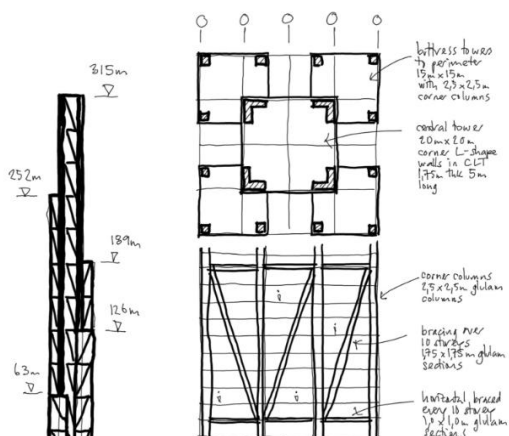 315m
252m
189m
126m
63m
buttress towers
to perimeter
15m x 15m
with 2,5 x 2,5m
corner columns
central tower
20m x 20m
corner L-shape
walls in CLT
1,75m thk 5m
long
corner columns
2,5 x 2,5m glulam
columns
bracing over
10 storeys
1,75 x 1,75m glulam
sections
horizontal braced
every 10 storey
1,0 x 1,0m glulam
sections